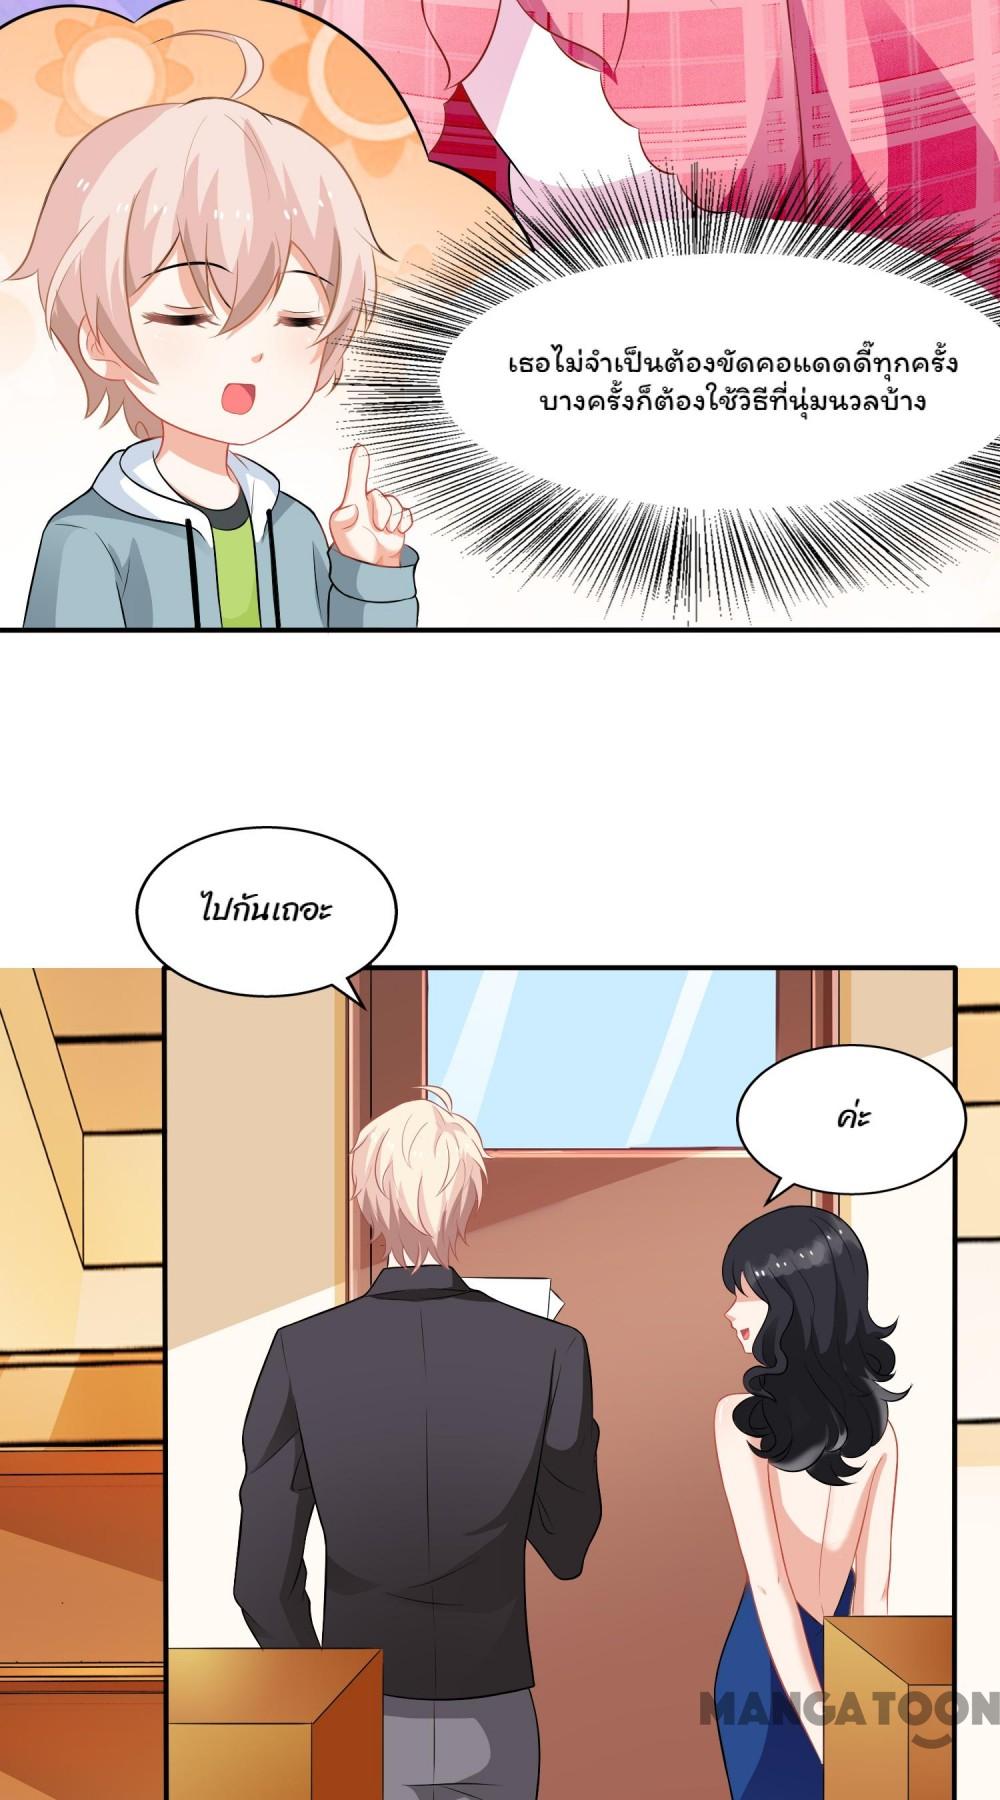 เธอไม่จำเป็นต้องขัดคอแดดดี๊ทุกครั้ง
บางครั้งก็ต้องใช้วิธีที่นุ่มนวลบ้าง
ไปกันเถอะ
ค่ะ
MANGATOON